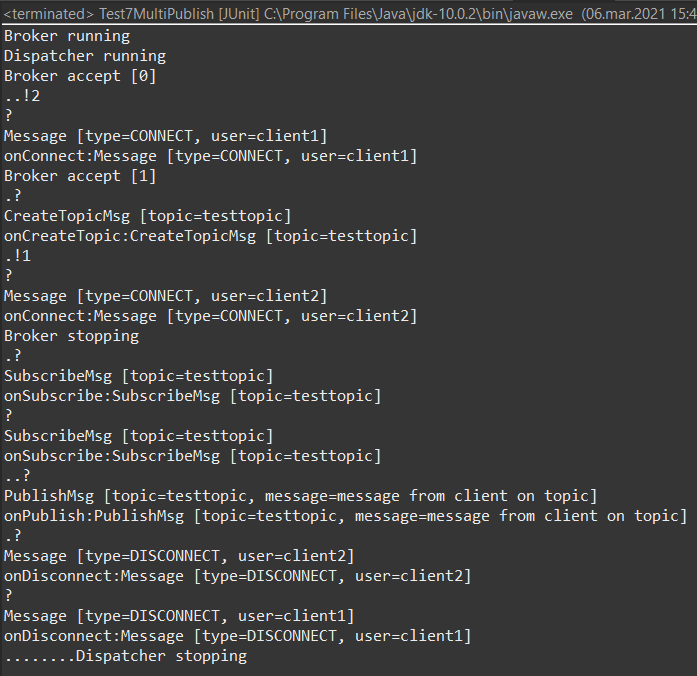 <terminated> Test7MultiPublish [JUnit] C:\Program Files\Java\jdk-10.0.2\bin\javaw.exe (06.mar.2021 15:4
Broker running
Dispatcher running
Broker accept [0]
..!2
?
Message [type=CONNECT, user=client1]
onConnect:Message [type=CONNECT, user=client1]
Broker accept [1]
.?
CreateTopicMsg [topic=testtopic]
onCreateTopic:CreateTopicMsg [topic=testtopic]
.!1
?
Message [type=CONNECT, user=client2]
onConnect:Message [type=CONNECT, user=client2]
Broker stopping
.?
SubscribeMsg [topic=testtopic]
onSubscribe:SubscribeMsg [topic=testtopic]
?
SubscribeMsg [topic=testtopic]
onSubscribe:SubscribeMsg [topic=testtopic]
..?
PublishMsg [topic=testtopic, message=message from client on topic]
onPublish:PublishMsg [topic=testtopic, message=message from client on topic]
.?
Message [type=DISCONNECT, user=client2]
onDisconnect:Message [type=DISCONNECT, user=client2]
?
Message [type=DISCONNECT, user=client1]
onDisconnect:Message [type=DISCONNECT, user=client1]
........Dispatcher stopping